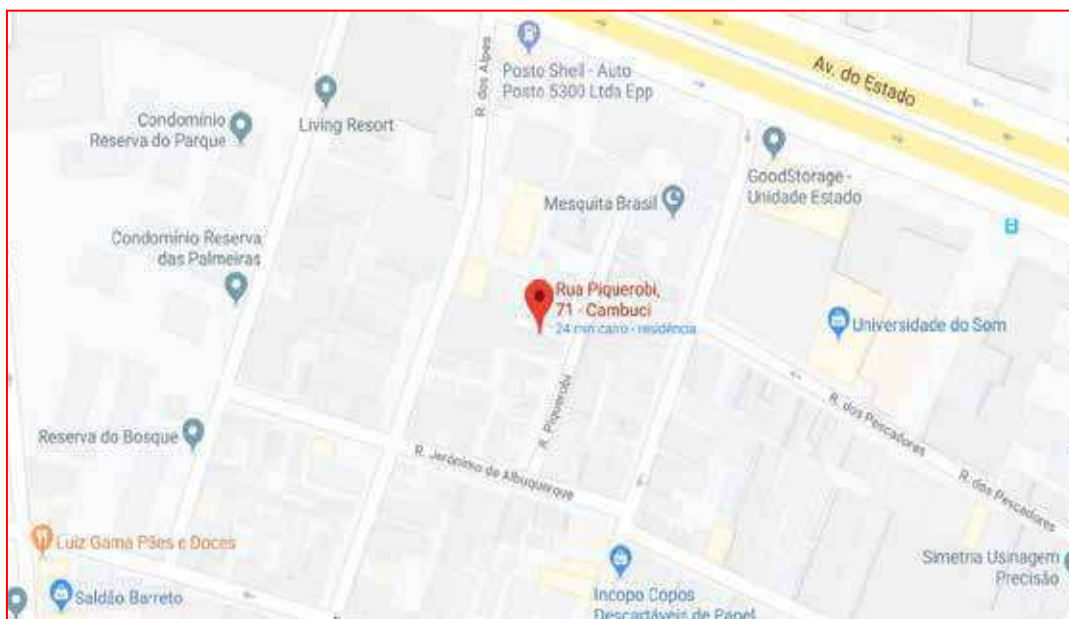 R. dos Alpes
Posto Shell - Auto
Posto 5300 Ltda Epp
Av. do Estado
Condomínio
Reserva do Parque
Living Resort
GoodStorage -
Unidade Estado
Mesquita Brasil
Condomínio Reserva
das Palmeiras
Rua Piquerobi,
71 - Cambuci
24 min carro - residência
Universidade do Som
R. Piquerobi
R. dos Pescadores
Reserva do Bosque
R. Jerônimo de Albuquerque
R. dos Pescadores
Luiz Gama Pães e Doces
Simetria Usinagem
Precisão
Saldão Barreto
Incopo Copos
Descartáveis de Papel